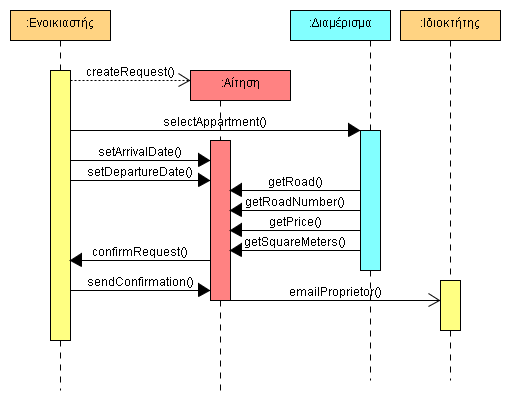 :Ενοικιαστής
:Διαμέρισμα
:Ιδιοκτήτης
createRequest()
:Αίτηση
selectAppartment()
setArrivalDate()
setDepartureDate()
getRoad()
getRoadNumber()
getPrice()
getSquareMeters()
confirmRequest()
sendConfirmation()
emailProprietor()